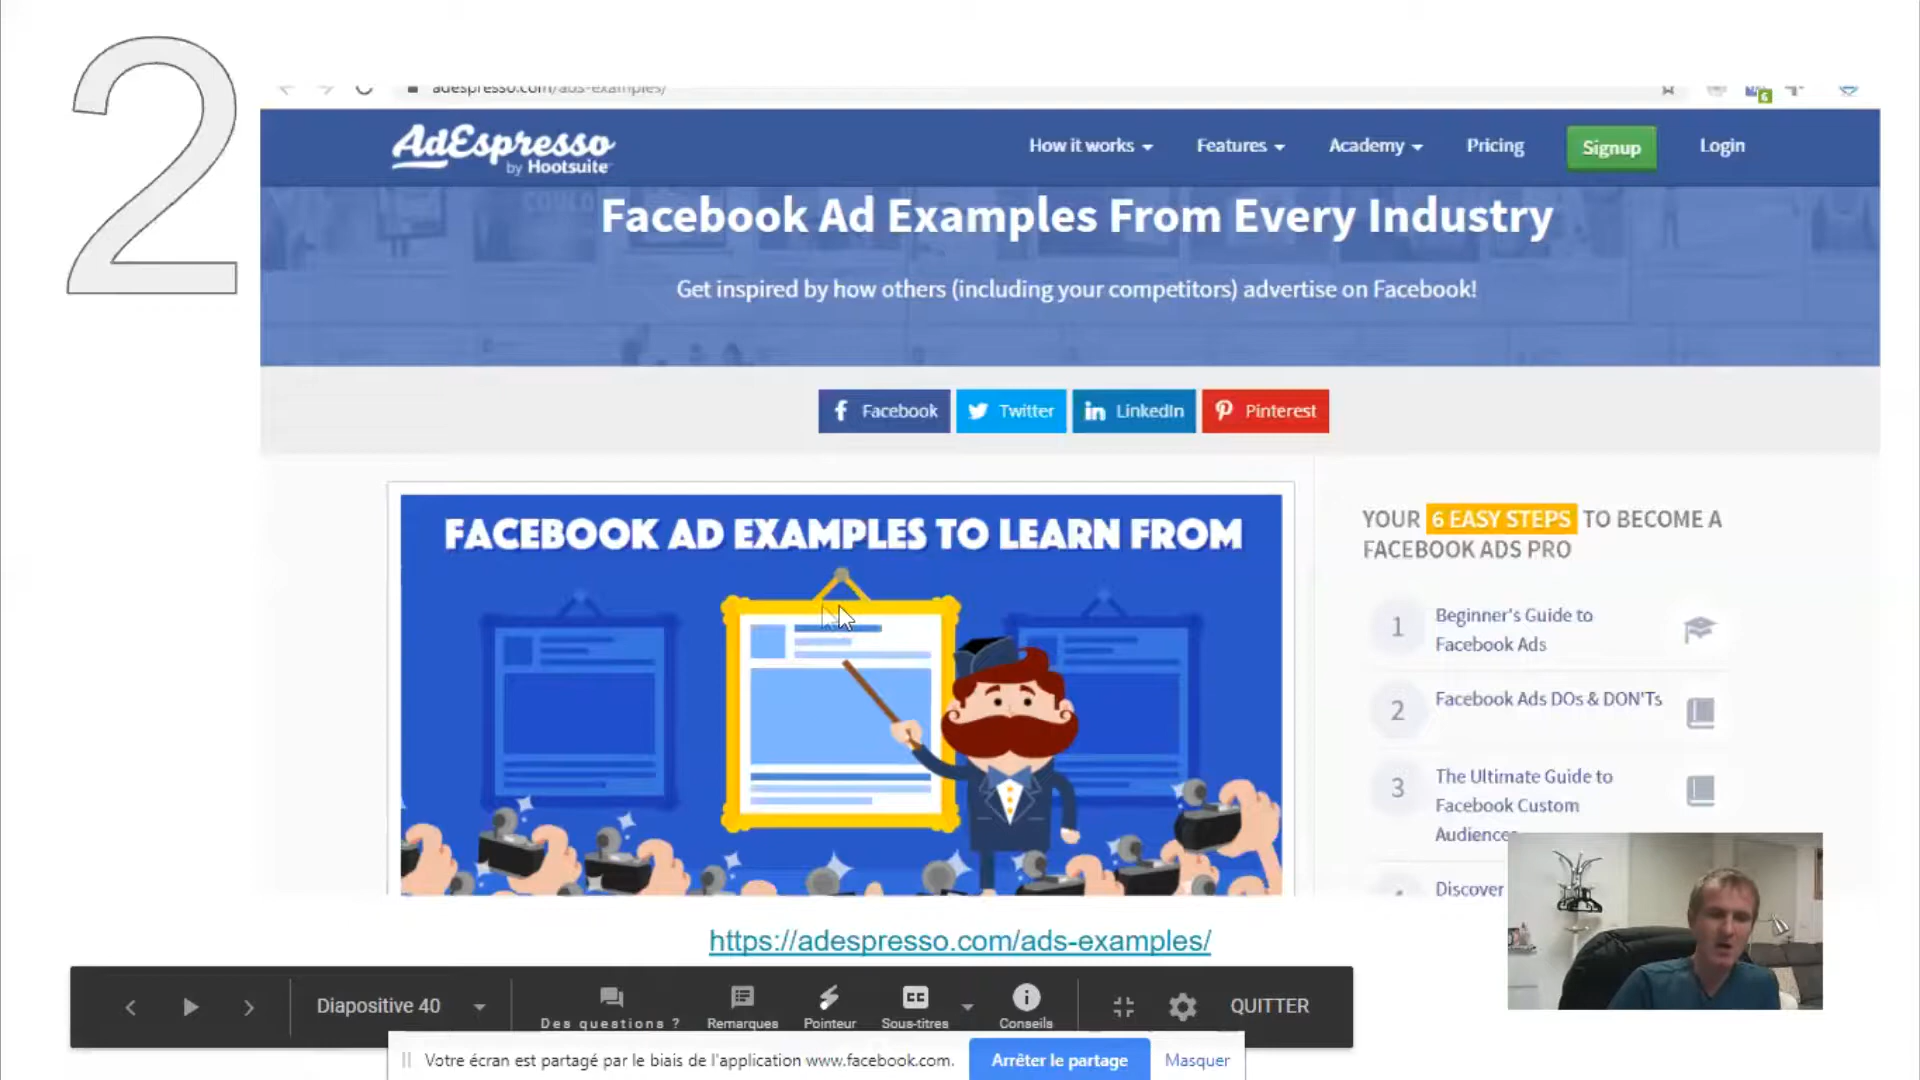 2
adespresso.com/ads-examples/
6
AdEspresso
by Hootsuite
How it works
Features
Academy
Pricing
Signup
Login
Facebook Ad Examples From Every Industry
Get inspired by how others (including your competitors) advertise on Facebook!
Facebook
Twitter
LinkedIn
Pinterest
FACEBOOK AD EXAMPLES TO LEARN FROM
YOUR 6 EASY STEPS TO BECOME A
FACEBOOK ADS PRO
1
Beginner's Guide to
Facebook Ads
2
Facebook Ads DOs & DON'Ts
3
The Ultimate Guide to
Facebook Custom
Audiences
Discover
https://adespresso.com/ads-examples/
Diapositive 40
Des questions ?
Remarques
Pointeur
CC
Sous-titres
Conseils
QUITTER
Votre écran est partagé par le biais de l'application www.facebook.com.
Arrêter le partage
Masquer